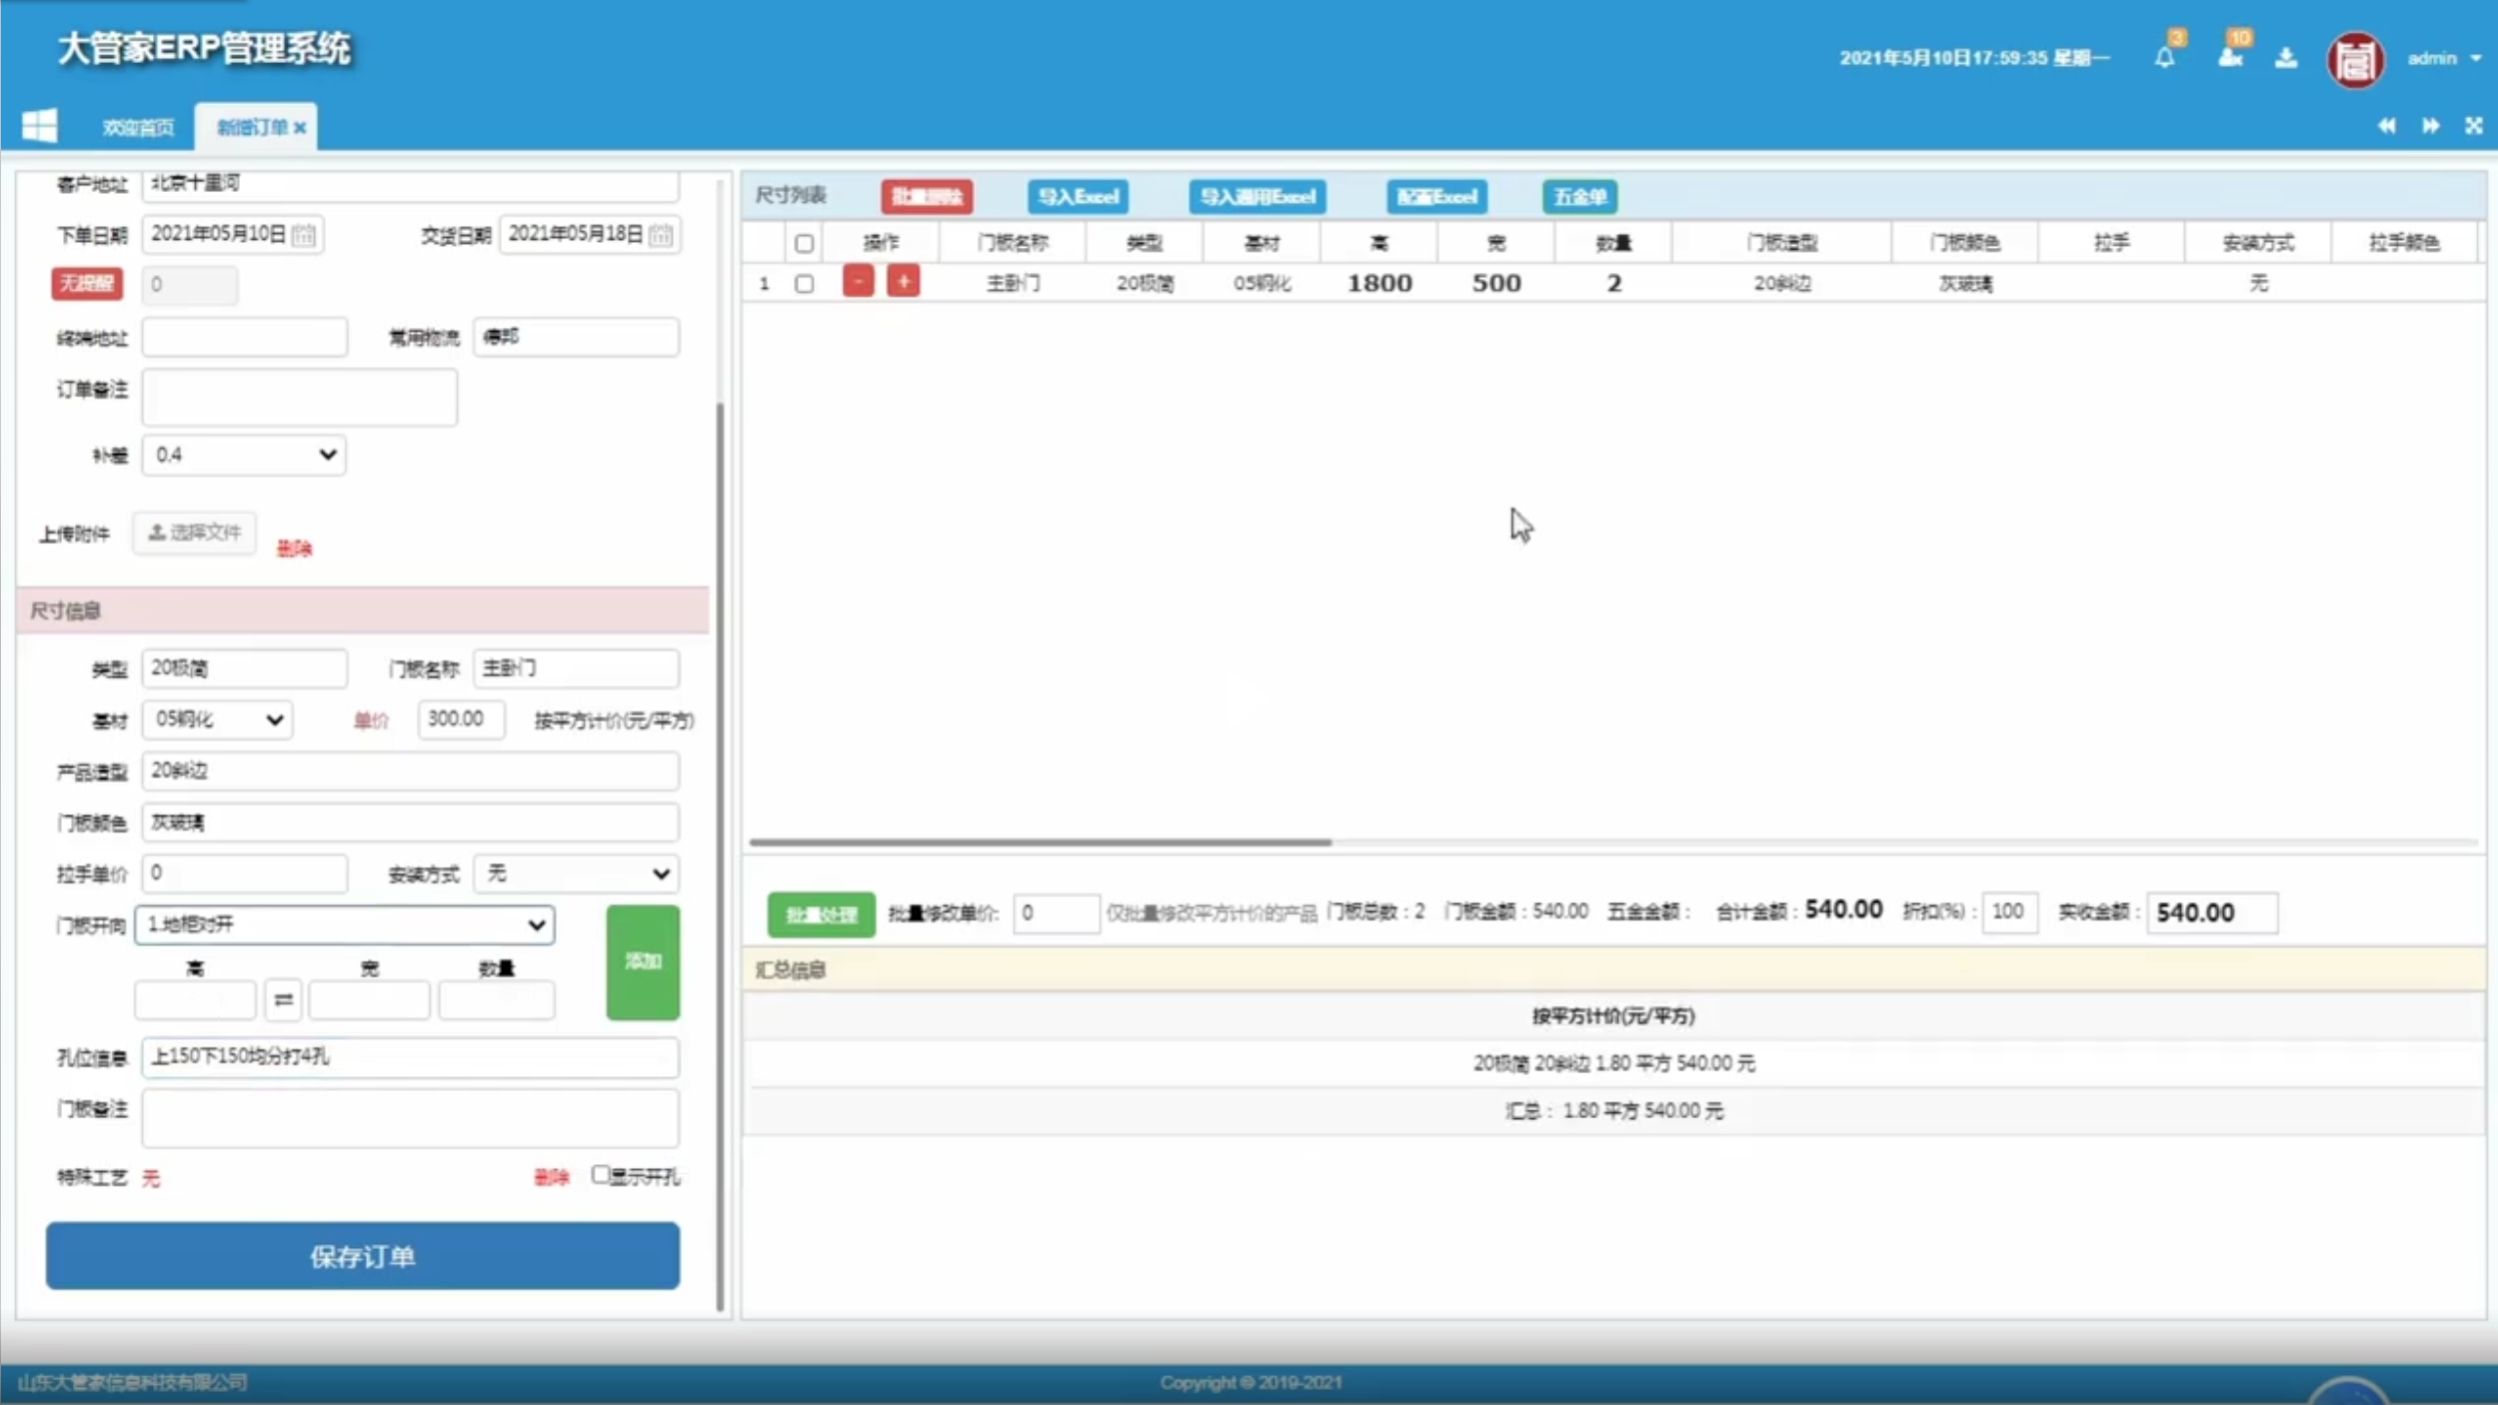 大管家ERP管理系统
2021年5月10日17:59:35 星期一
3
10
admin
欢迎首页
新增订单
客户地址 北京十里河
下单日期 2021年05月10日 交货日期 2021年05月18日
无提醒 0
终端地址 常用物流 德邦
订单备注
补差 0.4
上传附件 选择文件 删除
尺寸信息
类型 20极简 门板名称 主卧门
基材 05钢化 单价 300.00 按平方计价(元/平方)
产品造型 20斜边
门板颜色 灰玻璃
拉手单价 0 安装方式 无
门板开向 1.地柜对开
高 宽 数量 添加
孔位信息 上150下150均分打4孔
门板备注
特殊工艺 无 删除 显示开孔
保存订单
尺寸列表 批量删除 导入Excel 导入通用Excel 配置Excel 五金单
操作 门板名称 类型 基材 高 宽 数量 门板造型 门板颜色 拉手 安装方式 拉手颜色
1 - + 主卧门 20极简 05钢化 1800 500 2 20斜边 灰玻璃 无
批量处理 批量修改单价: 0 仅批量修改平方计价的产品 门板总数：2 门板金额：540.00 五金金额： 合计金额：540.00 折扣(%)：100 实收金额：540.00
汇总信息
按平方计价(元/平方)
20极简 20斜边 1.80 平方 540.00 元
汇总： 1.80 平方 540.00 元
山东大管家信息科技有限公司
Copyright © 2019-2021